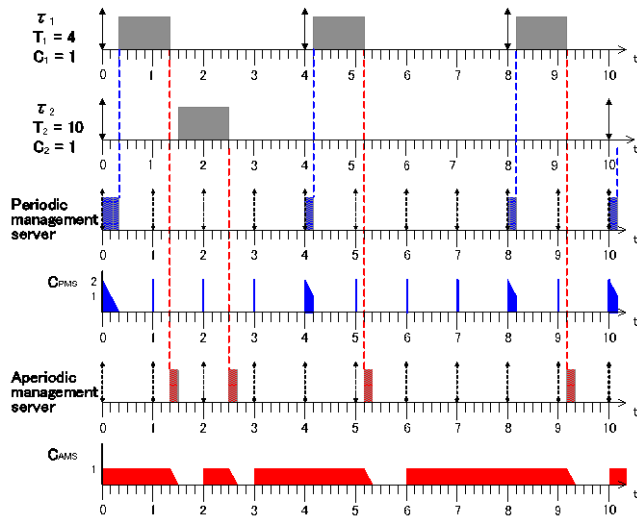 τ1
T1 = 4
C1 = 1
0 1 2 3 4 5 6 7 8 9 10 t
τ2
T2 = 10
C2 = 1
0 1 2 3 4 5 6 7 8 9 10 t
Periodic
management
server
0 1 2 3 4 5 6 7 8 9 10 t
CPMS
2
1
0 1 2 3 4 5 6 7 8 9 10 t
Aperiodic
management
server
0 1 2 3 4 5 6 7 8 9 10 t
CAMS
1
0 1 2 3 4 5 6 7 8 9 10 t